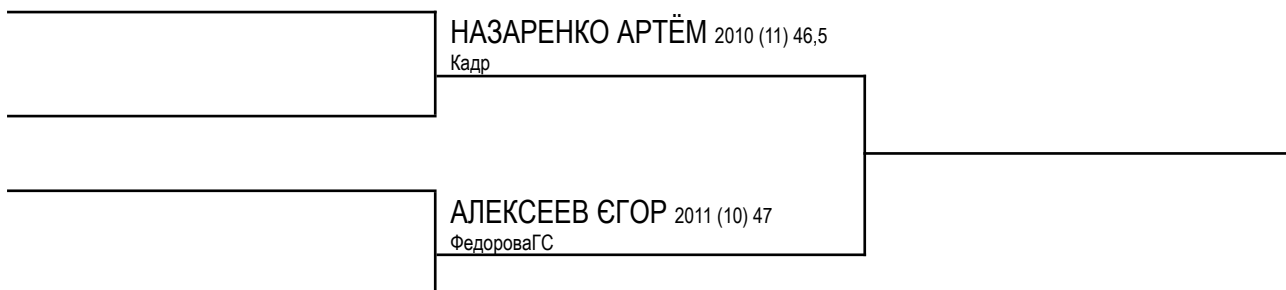 НАЗАРЕНКО АРТЁМ 2010 (11) 46,5
Кадр
АЛЕКСЕЕВ ЄГОР 2011 (10) 47
ФедороваГС